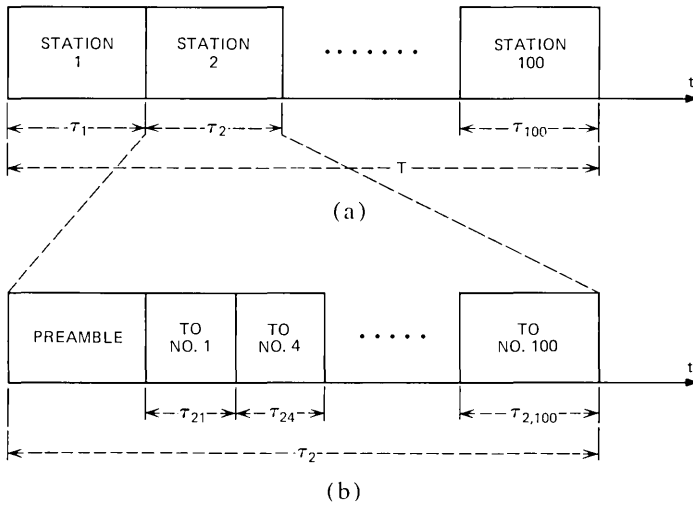 STATION
1
STATION
2
STATION
100
t
τ1
τ2
τ100
T
(a)
PREAMBLE
TO
NO. 1
TO
NO. 4
TO
NO. 100
t
τ21
τ24
τ2,100
τ2
(b)